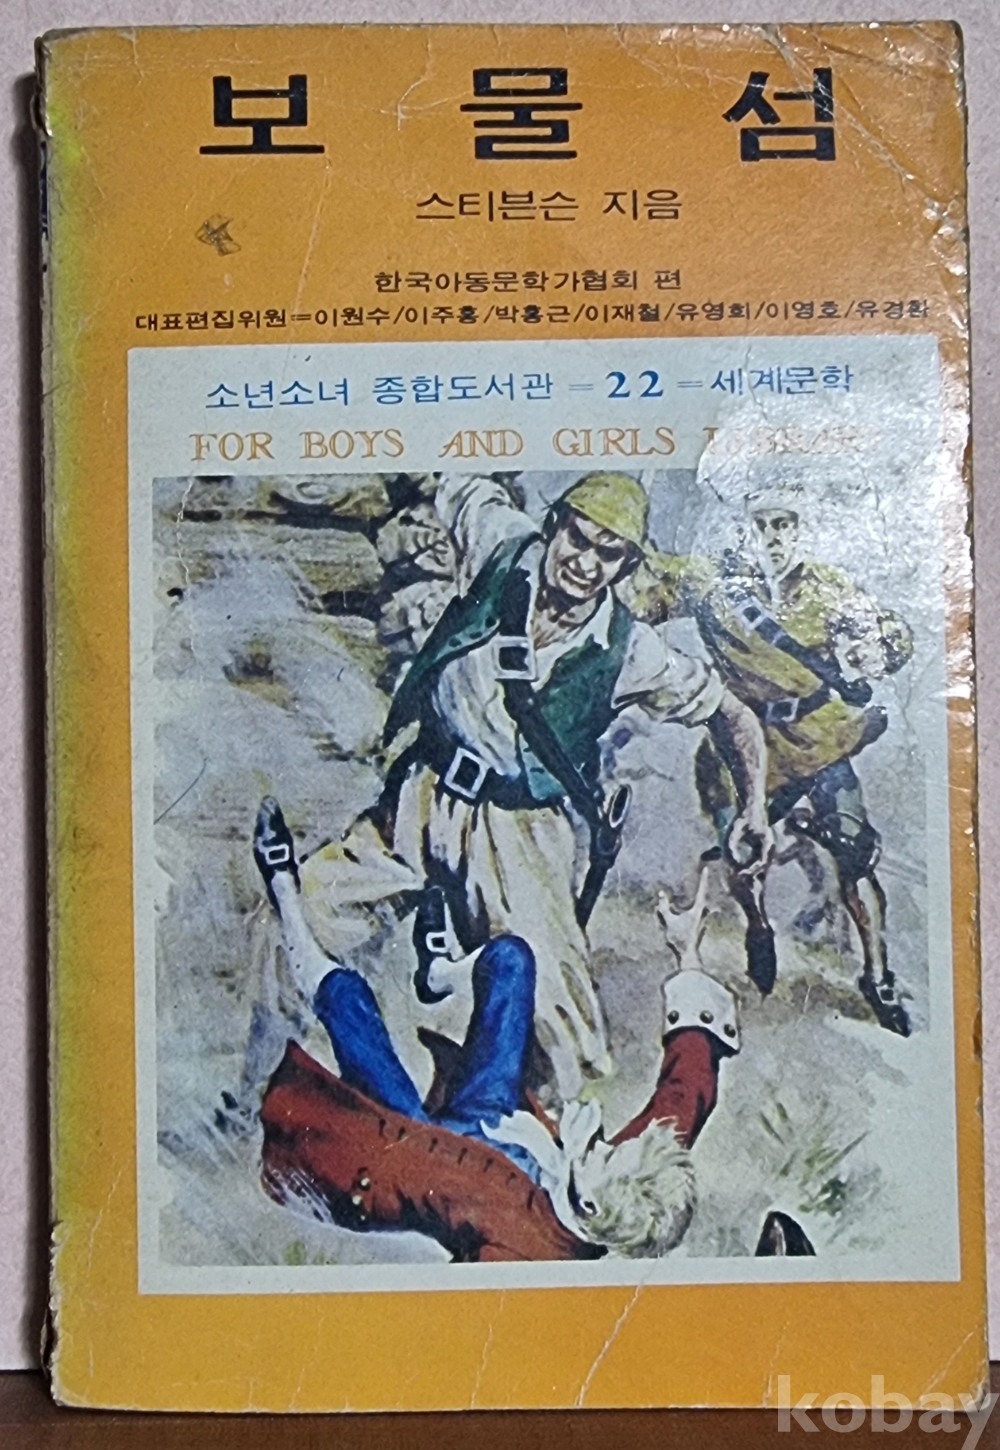 보물섬
스티븐슨 지음
한국아동문학가협회 편
대표편집위원=이원수/이주홍/박홍근/이재철/유영희/이영호/유경환
소년소녀 종합도서관=22=세계문학
FOR BOYS AND GIRLS LIBRARY
kobay